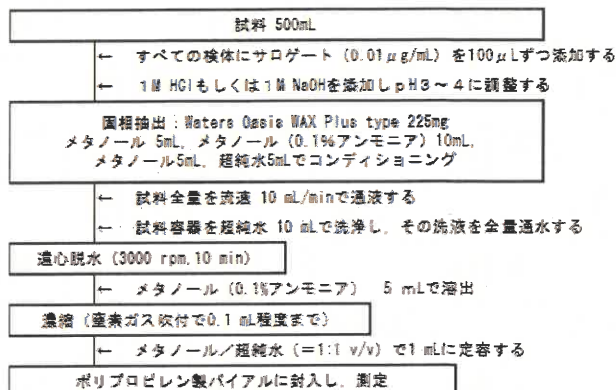 試料 500mL
← すべての検体にサロゲート (0.01μg/mL) を100μLずつ添加する
← 1M HClもしくは1M NaOHを添加しpH3～4に調整する
固相抽出：Waters Oasis WAX Plus type 225mg
メタノール 5mL, メタノール (0.1%アンモニア) 10mL,
メタノール5mL, 超純水5mLでコンディショニング
← 試料全量を流速 10 mL/minで通液する
← 試料容器を超純水 10 mLで洗浄し, その洗液を全量通水する
遠心脱水 (3000 rpm,10 min)
← メタノール (0.1%アンモニア) 5 mLで溶出
濃縮 (窒素ガス吹付で0.1 mL程度まで)
← メタノール／超純水 (＝1:1 v/v) で1 mLに定容する
ポリプロピレン製バイアルに封入し, 測定